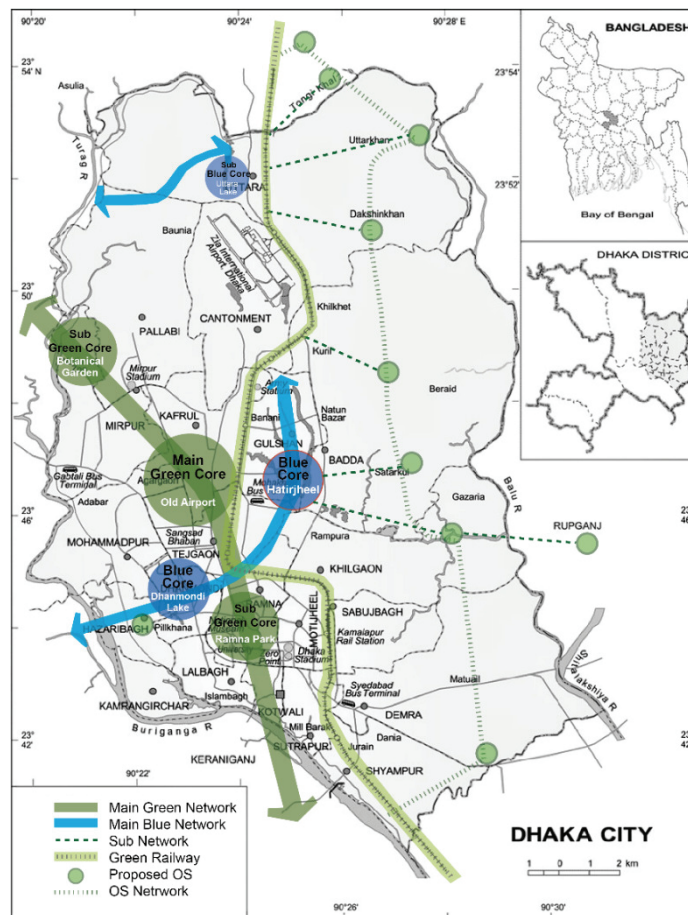 90° 20'
90° 24'
90° 28' E
23°
54' N
BANGLADESH
Bay of Bengal
DHAKA DISTRICT
23°54'
23°52'
Asulia
Turag R
Tongi Khal
Uttarkhan
Sub
Blue Core
Uttara
Lake
Dakshinkhan
Baunia
Zia International
Airport, Dhaka
23°
50'
Khilkhet
CANTONMENT
PALLABI
Sub
Green Core
Botanical
Garden
Mirpur
Stadium
Kuril
Beraid
Banani
Natun
Bazar
MIRPUR
KAFRUL
GULSHAN
BADDA
Main
Green Core
Old Airport
Blue
Core
Hatirjheel
Satarkul
Gabtali Bus
Terminal
Adabar
Gazaria
Balu R
23°
46'
RUPGANJ
Sangsad
Bhaban
Rampura
MOHAMMADPUR
TEJGAON
KHILGAON
Blue
Core
Dhanmondi
Lake
Sub
Green Core
Ramna Park
MOTIJHEEL
SABUJBAGH
Kamalapur
Rail Station
HAZARIBAGH
Pilkhana
Dhaka
Stadium
LALBAGH
Islambagh
Syedabad
Bus Terminal
Matuail
KAMRANGIRCHAR
KOTWALI
DEMRA
Buriganga R
Mill Barak
Dania
SUTRAPUR
Jurain
KERANIGANJ
SHYAMPUR
23°
42'
90° 22'
Main Green Network
Main Blue Network
Sub Network
Green Railway
Proposed OS
OS Netrwork
DHAKA CITY
1 0 1 2 km
90° 26'
90° 30'